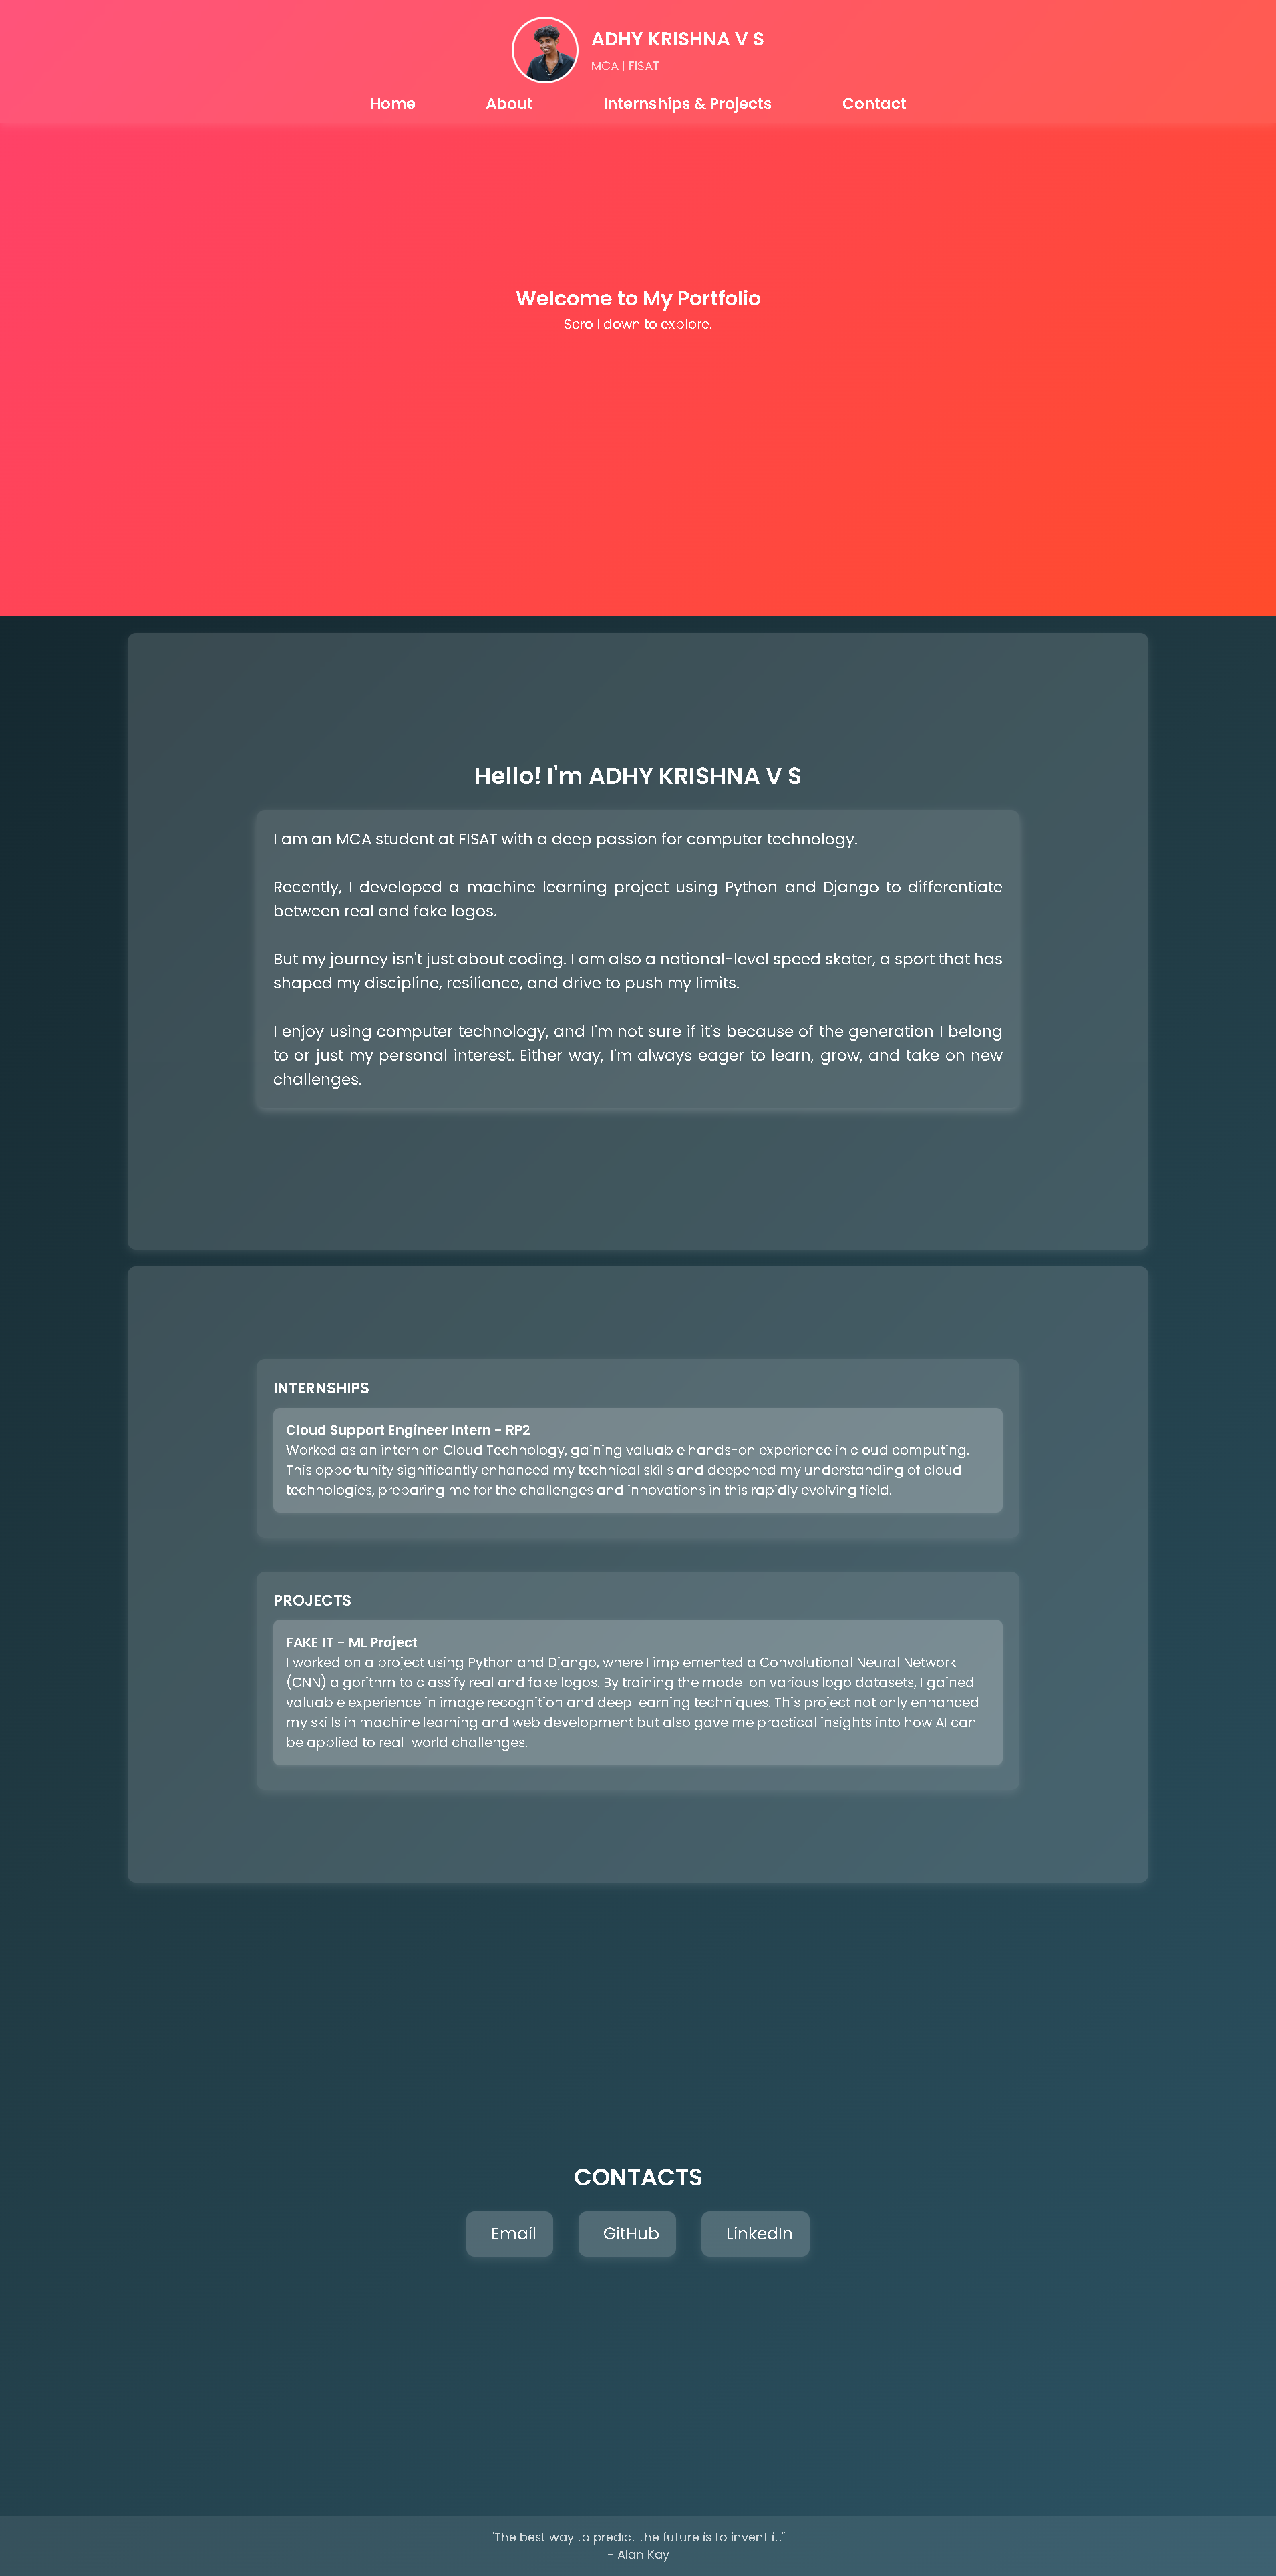 ADHY KRISHNA V S
MCA | FISAT
Home About Internships & Projects Contact
Welcome to My Portfolio
Scroll down to explore.
Hello! I'm ADHY KRISHNA V S
I am an MCA student at FISAT with a deep passion for computer technology.
Recently, I developed a machine learning project using Python and Django to differentiate
between real and fake logos.
But my journey isn't just about coding. I am also a national-level speed skater, a sport that has
shaped my discipline, resilience, and drive to push my limits.
I enjoy using computer technology, and I'm not sure if it's because of the generation I belong
to or just my personal interest. Either way, I'm always eager to learn, grow, and take on new
challenges.
INTERNSHIPS
Cloud Support Engineer Intern - RP2
Worked as an intern on Cloud Technology, gaining valuable hands-on experience in cloud computing.
This opportunity significantly enhanced my technical skills and deepened my understanding of cloud
technologies, preparing me for the challenges and innovations in this rapidly evolving field.
PROJECTS
FAKE IT - ML Project
I worked on a project using Python and Django, where I implemented a Convolutional Neural Network
(CNN) algorithm to classify real and fake logos. By training the model on various logo datasets, I gained
valuable experience in image recognition and deep learning techniques. This project not only enhanced
my skills in machine learning and web development but also gave me practical insights into how AI can
be applied to real-world challenges.
CONTACTS
Email GitHub LinkedIn
"The best way to predict the future is to invent it."
- Alan Kay